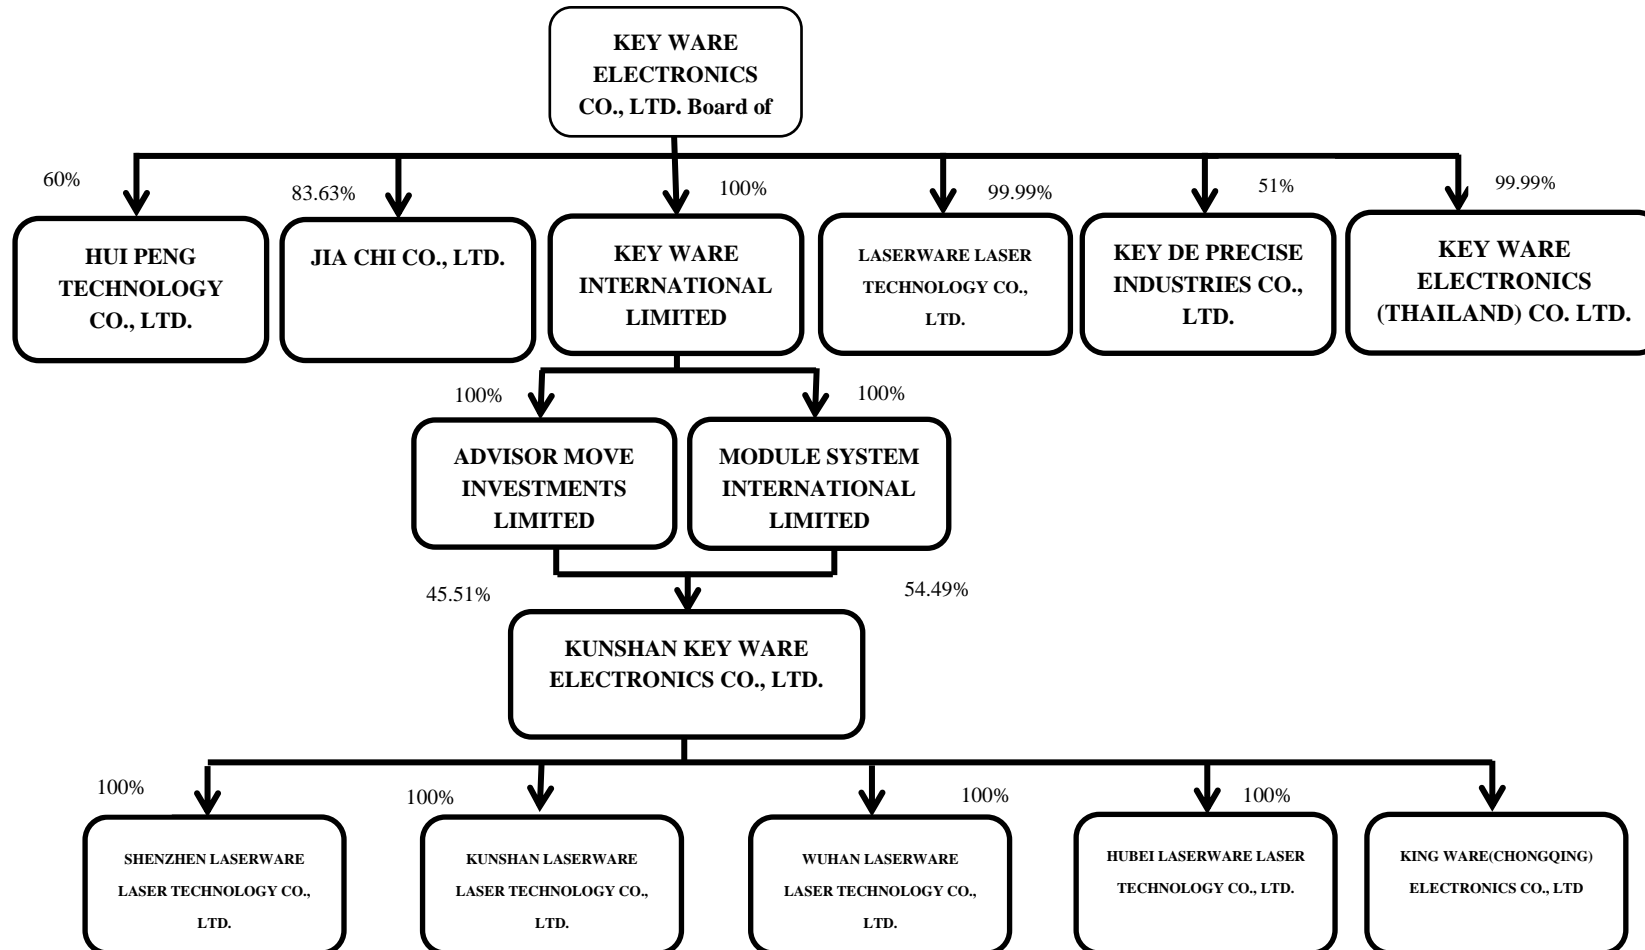 KEY WARE
ELECTRONICS
CO., LTD. Board of
60%
83.63%
100%
99.99%
51%
99.99%
HUI PENG
TECHNOLOGY
CO., LTD.
JIA CHI CO., LTD.
KEY WARE
INTERNATIONAL
LIMITED
LASERWARE LASER
TECHNOLOGY CO.,
LTD.
KEY DE PRECISE
INDUSTRIES CO.,
LTD.
KEY WARE
ELECTRONICS
(THAILAND) CO. LTD.
100%
100%
ADVISOR MOVE
INVESTMENTS
LIMITED
MODULE SYSTEM
INTERNATIONAL
LIMITED
45.51%
54.49%
KUNSHAN KEY WARE
ELECTRONICS CO., LTD.
100%
100%
100%
100%
SHENZHEN LASERWARE
LASER TECHNOLOGY CO.,
LTD.
KUNSHAN LASERWARE
LASER TECHNOLOGY CO.,
LTD.
WUHAN LASERWARE
LASER TECHNOLOGY CO.,
LTD.
HUBEI LASERWARE LASER
TECHNOLOGY CO., LTD.
KING WARE(CHONGQING)
ELECTRONICS CO., LTD